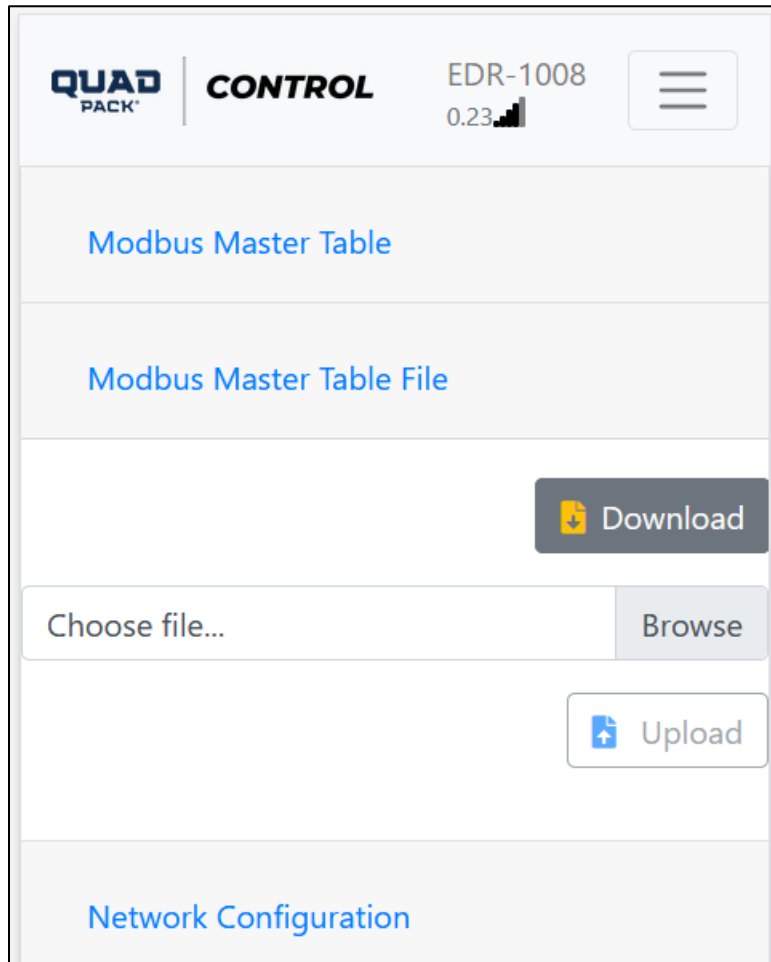 QUAD
PACK®
CONTROL
EDR-1008
0.23
Modbus Master Table
Modbus Master Table File
Download
Choose file...
Browse
Upload
Network Configuration